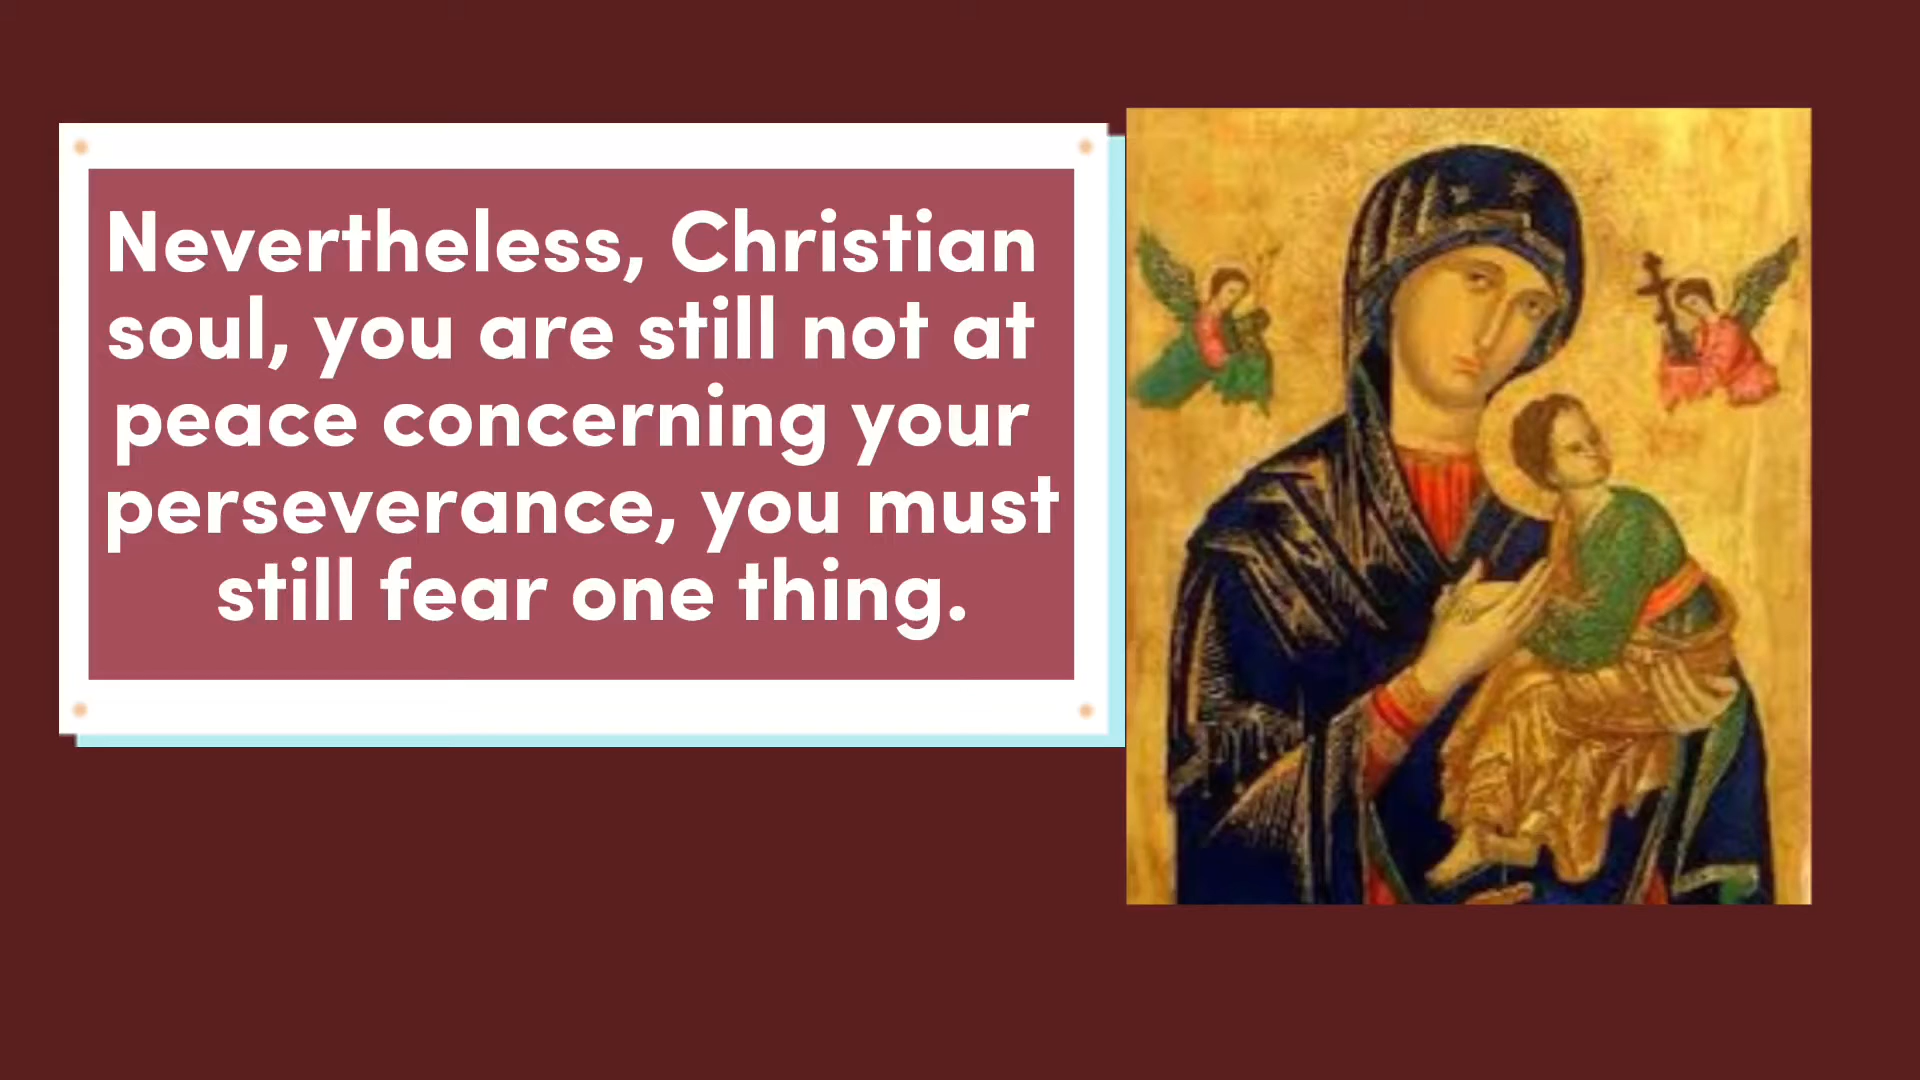 Nevertheless, Christian
soul, you are still not at
peace concerning your
perseverance, you must
still fear one thing.